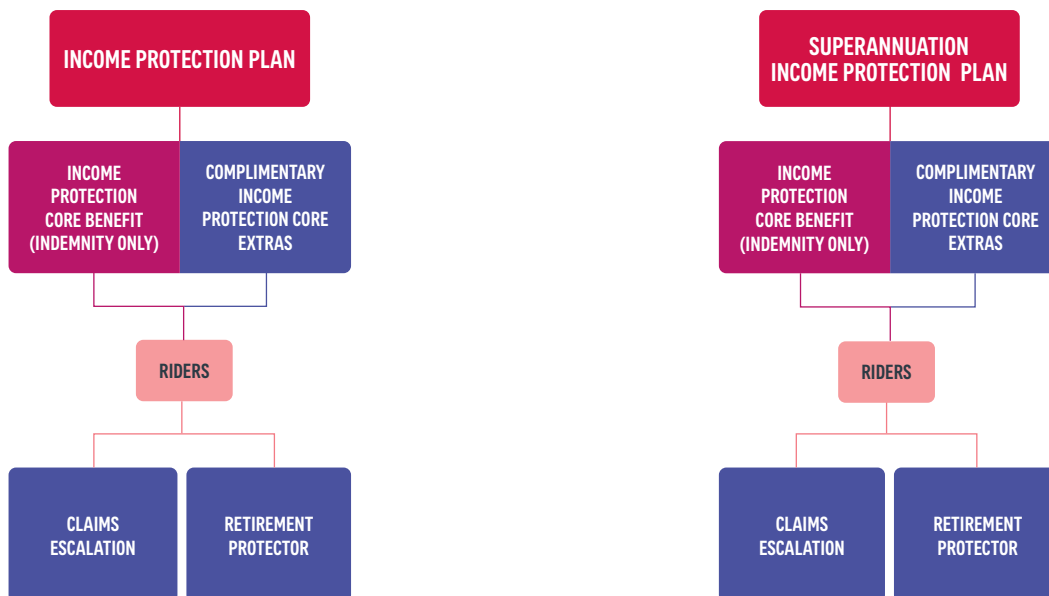 INCOME PROTECTION PLAN
INCOME
PROTECTION
CORE BENEFIT
(INDEMNITY ONLY)
COMPLIMENTARY
INCOME
PROTECTION CORE
EXTRAS
RIDERS
CLAIMS
ESCALATION
RETIREMENT
PROTECTOR
SUPERANNUATION
INCOME PROTECTION PLAN
INCOME
PROTECTION
CORE BENEFIT
(INDEMNITY ONLY)
COMPLIMENTARY
INCOME
PROTECTION CORE
EXTRAS
RIDERS
CLAIMS
ESCALATION
RETIREMENT
PROTECTOR